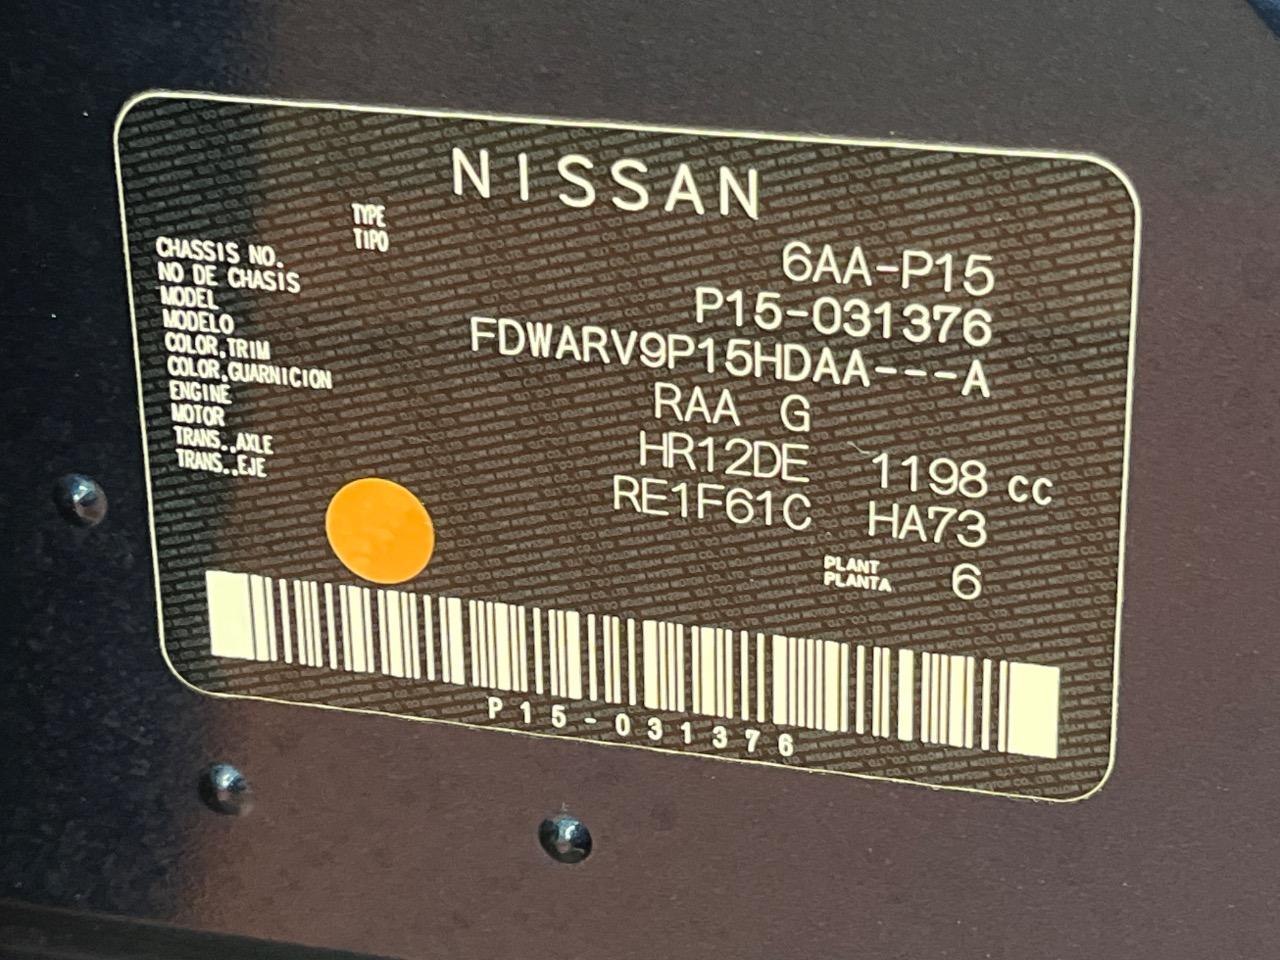 NISSAN
TYPE
TIPO
6AA-P15
CHASSIS NO.
NO DE CHASIS
P15-031376
MODEL
MODELO
FDWARV9P15HDAA---A
COLOR,TRIM
COLOR,GUARNICION
RAA G
ENGINE
MOTOR
HR12DE 1198 cc
TRANS.,AXLE
TRANS.,EJE
RE1F61C HA73
PLANT
PLANTA
6
P15-031376